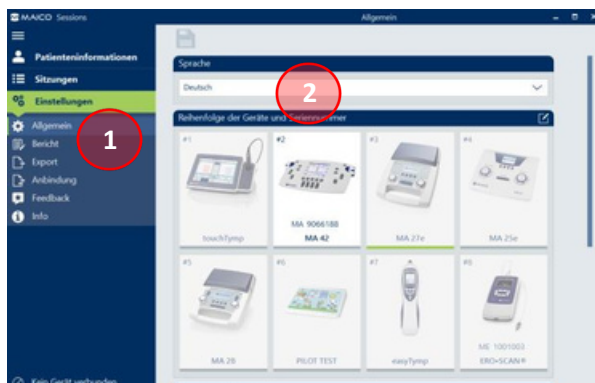 MAICO Sessions
Allgemein
Patienteninformationen
Sitzungen
Einstellungen
Allgemein
Bericht
Export
Anbindung
Feedback
Info
1
Sprache
Deutsch
2
Reihenfolge der Geräte und Seriennummer
#1 #2 #3 #4
MA 9066188
touchTymp MA 42 MA 27e MA 25e
#5 #6 #7 #8
ME 1001003
MA 28 PILOT TEST easyTymp ERO•SCAN®
Kein Gerät verbunden